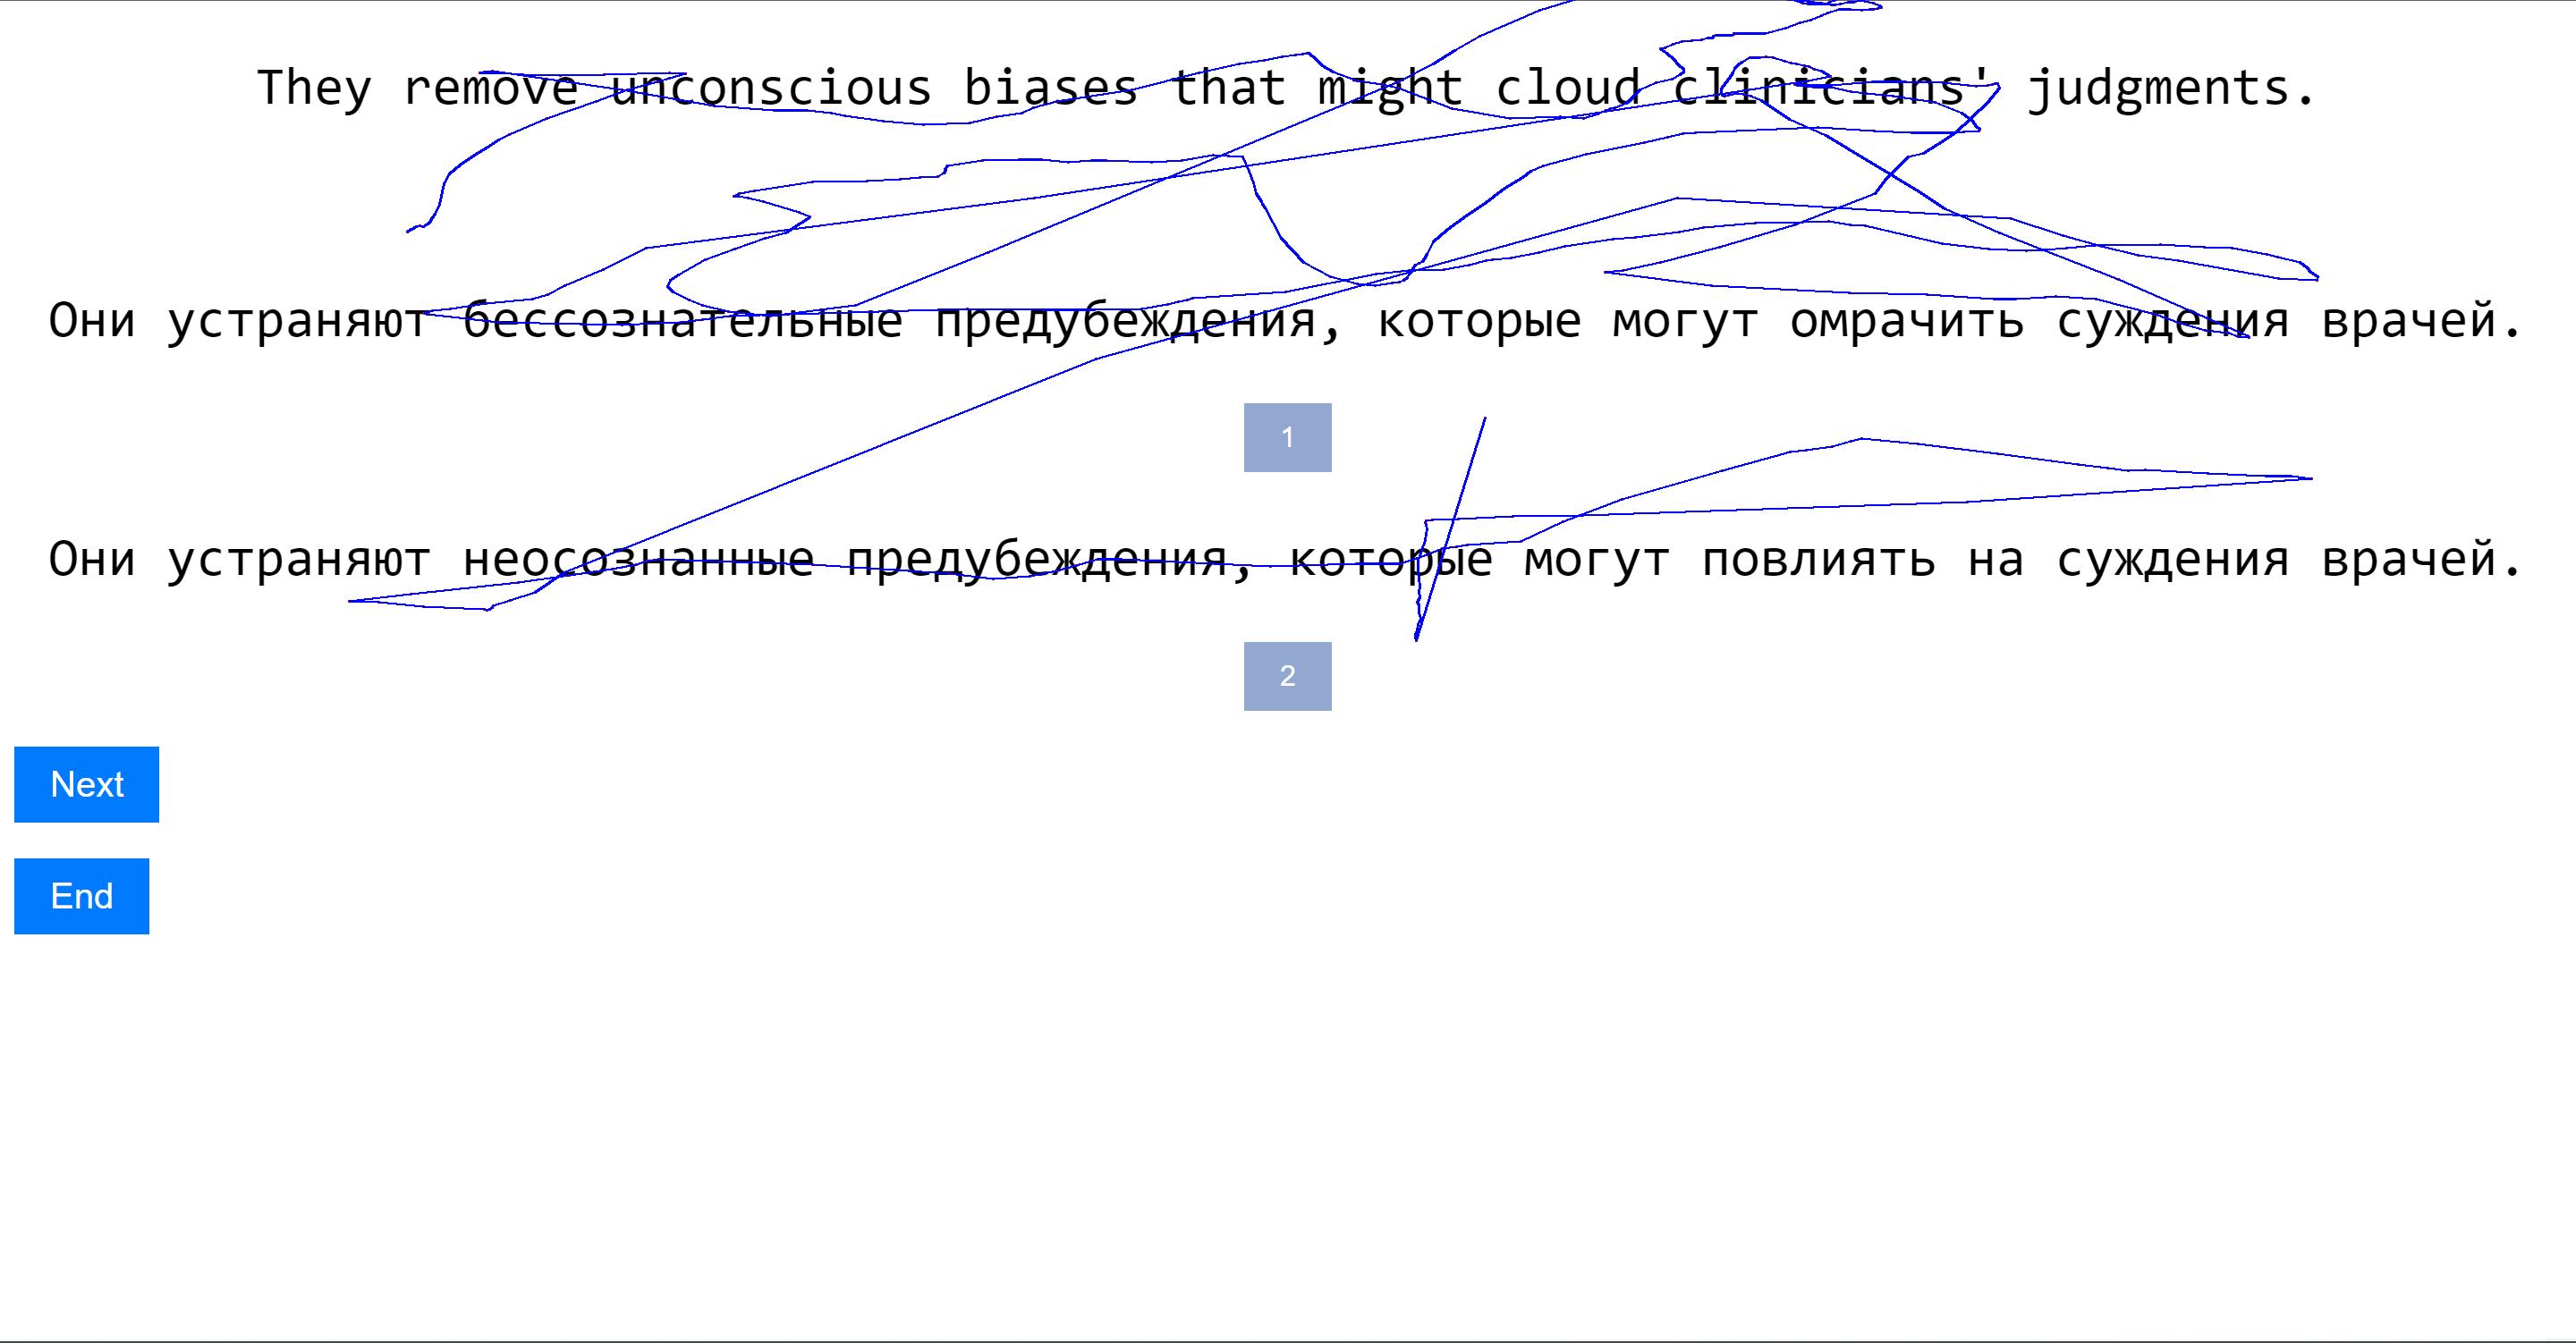 They remove unconscious biases that might cloud clinicians' judgments.
Они устраняют бессознательные предубеждения, которые могут омрачить суждения врачей.
1
Они устраняют неосознанные предубеждения, которые могут повлиять на суждения врачей.
2
Next
End